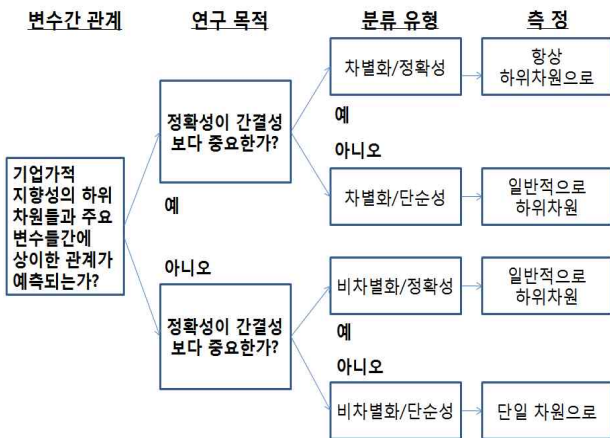 변수간 관계
연구 목적
분류 유형
측 정
기업가적
지향성의 하위
차원들과 주요
변수들간에
상이한 관계가
예측되는가?
예
아니오
정확성이 간결성
보다 중요한가?
정확성이 간결성
보다 중요한가?
차별화/정확성
예
아니오
차별화/단순성
비차별화/정확성
예
아니오
비차별화/단순성
항상
하위차원으로
일반적으로
하위차원
일반적으로
하위차원
단일 차원으로